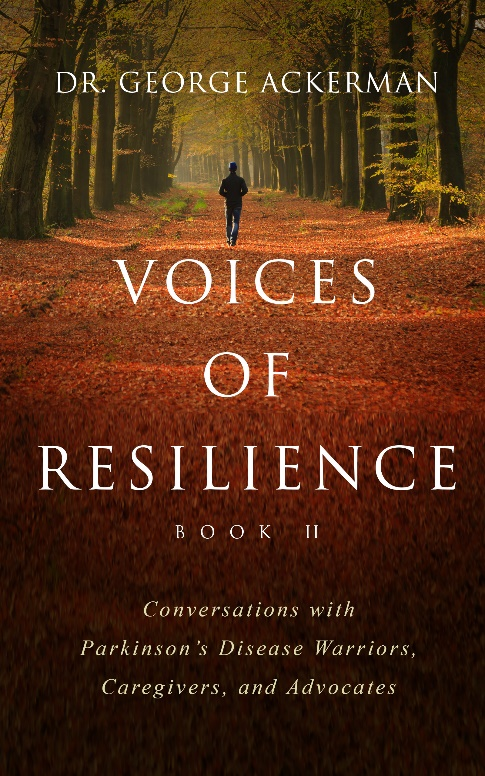 DR. GEORGE ACKERMAN
VOICES
OF
RESILIENCE
BOOK II
Conversations with
Parkinson's Disease Warriors,
Caregivers, and Advocates